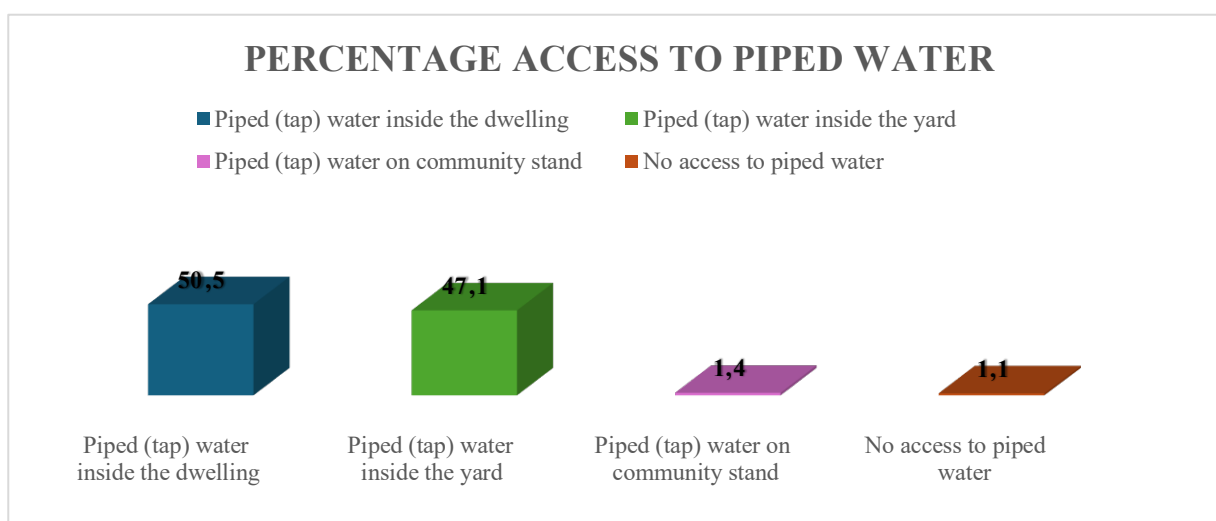 PERCENTAGE ACCESS TO PIPED WATER
Piped (tap) water inside the dwelling
Piped (tap) water inside the yard
Piped (tap) water on community stand
No access to piped water
50,5
47,1
1,4
1,1
Piped (tap) water
inside the dwelling
Piped (tap) water
inside the yard
Piped (tap) water on
community stand
No access to piped
water